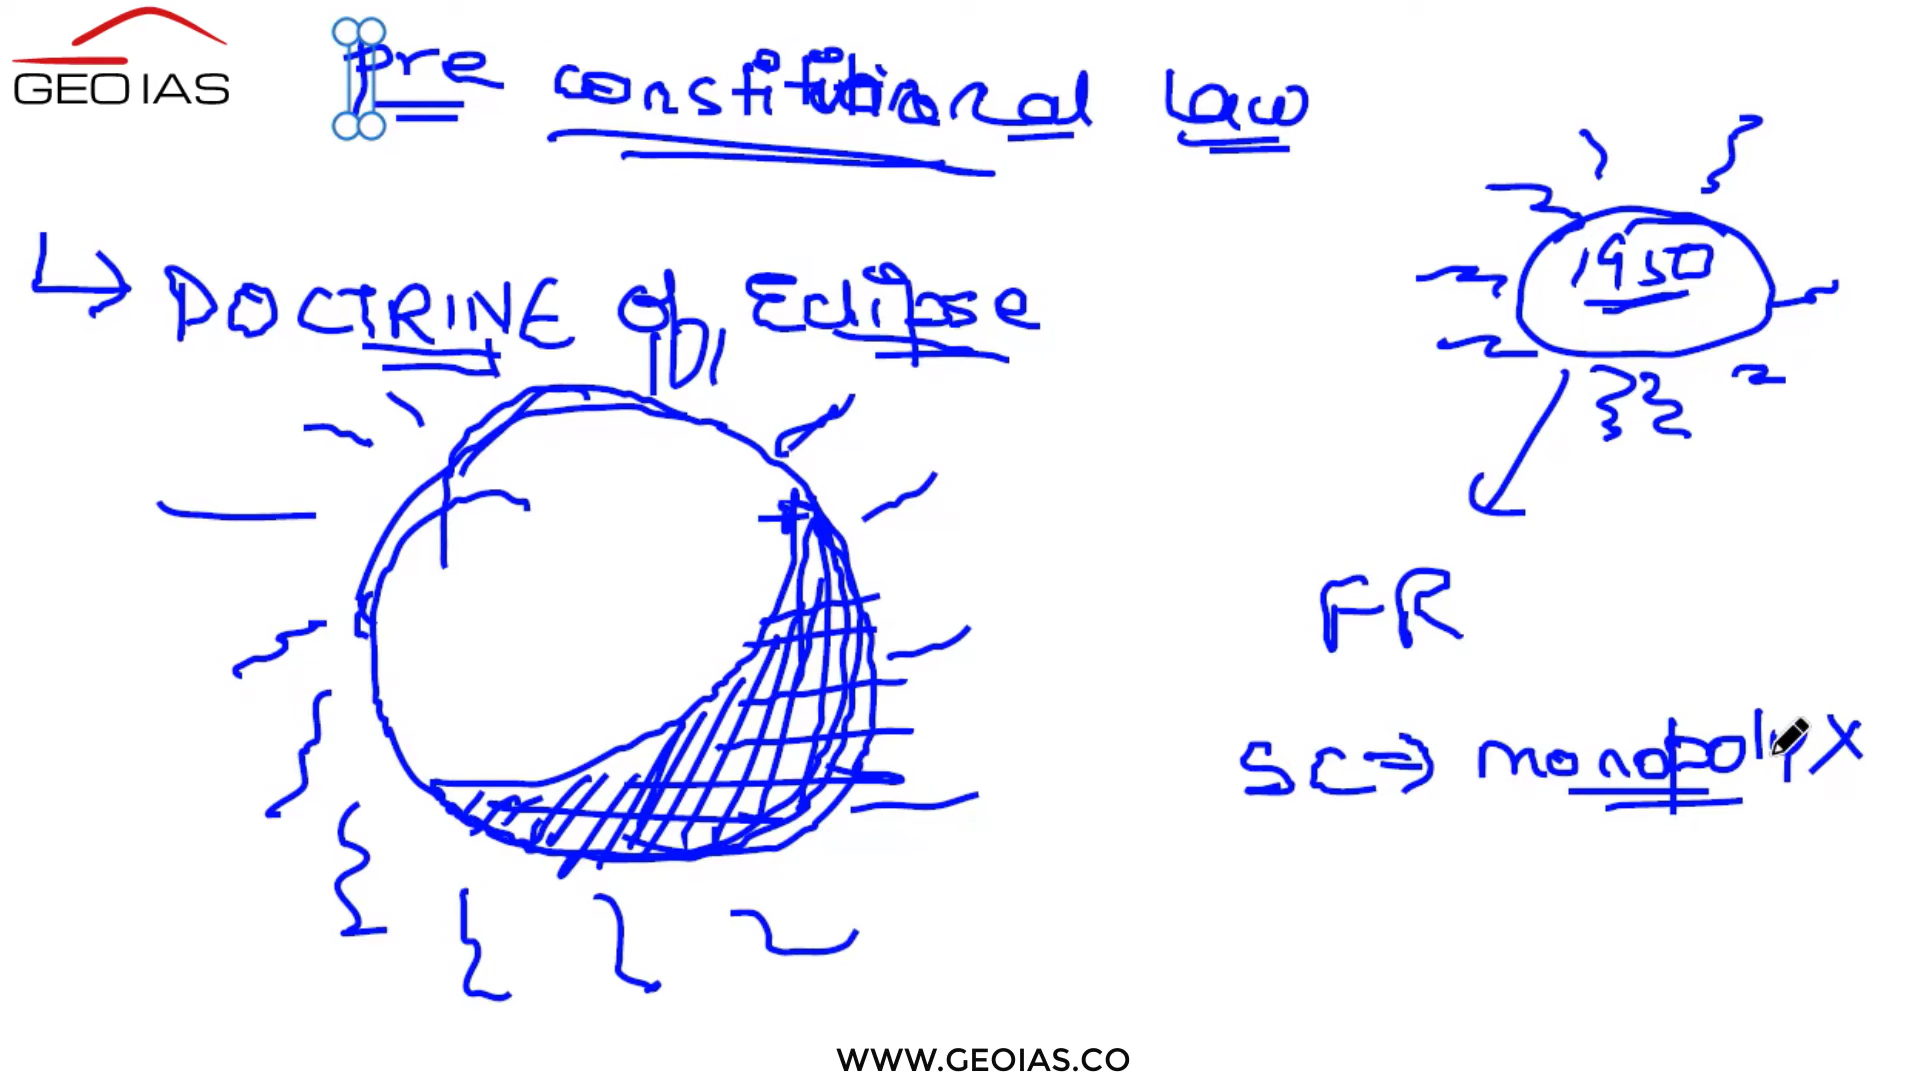 GEO IAS
Pre constitutional Law
DOCTRINE of Eclipse
1950
FR
SC ⇒ monopoly X
WWW.GEOIAS.CO